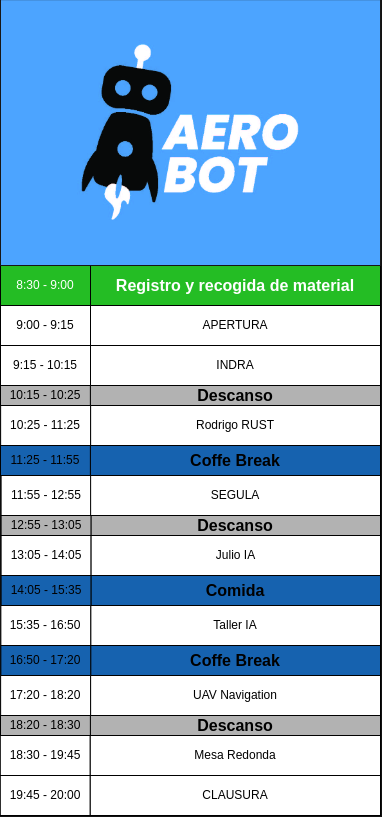 AERO
BOT
8:30 - 9:00 Registro y recogida de material
9:00 - 9:15 APERTURA
9:15 - 10:15 INDRA
10:15 - 10:25 Descanso
10:25 - 11:25 Rodrigo RUST
11:25 - 11:55 Coffe Break
11:55 - 12:55 SEGULA
12:55 - 13:05 Descanso
13:05 - 14:05 Julio IA
14:05 - 15:35 Comida
15:35 - 16:50 Taller IA
16:50 - 17:20 Coffe Break
17:20 - 18:20 UAV Navigation
18:20 - 18:30 Descanso
18:30 - 19:45 Mesa Redonda
19:45 - 20:00 CLAUSURA